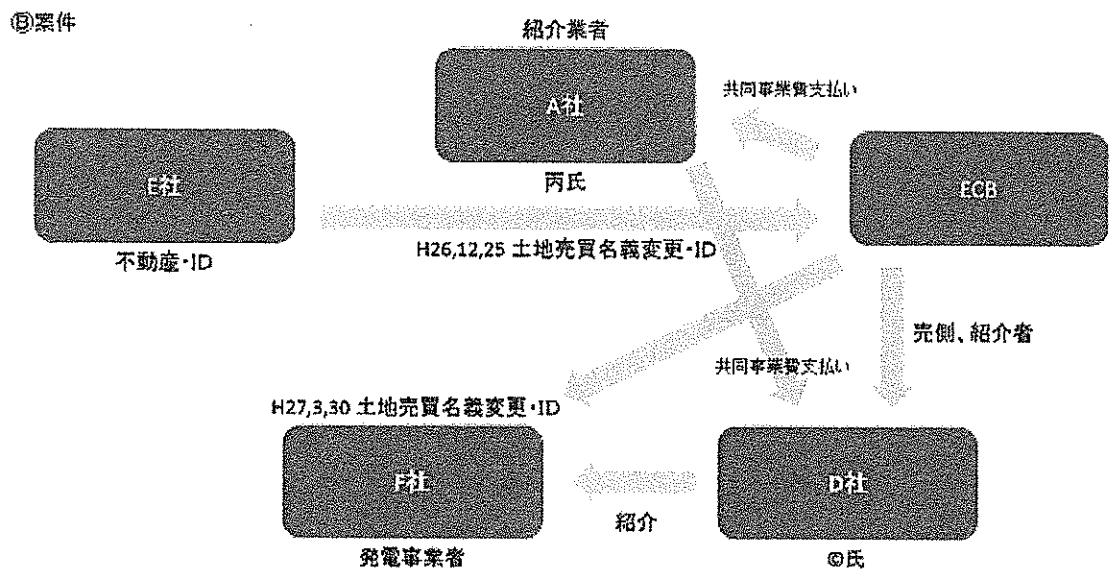 Ⓑ案件
紹介業者
A社
共同事業費支払い
E社
丙氏
ECB
不動産・ID
H26,12,25 土地売買名義変更・ID
売側、紹介者
共同事業費支払い
H27,3,30 土地売買名義変更・ID
F社
D社
紹介
発電事業者
©氏